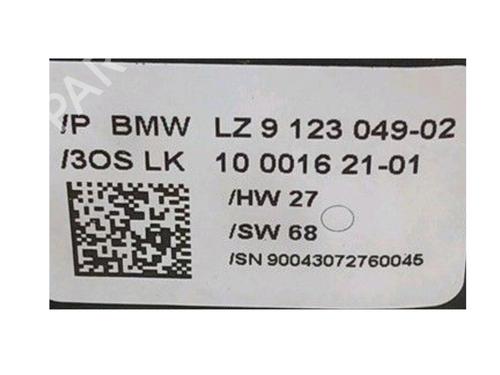 /P BMW LZ 9 123 049-02
/3OS LK 10 0016 21-01
/HW 27
/SW 68
/SN 90043072760045